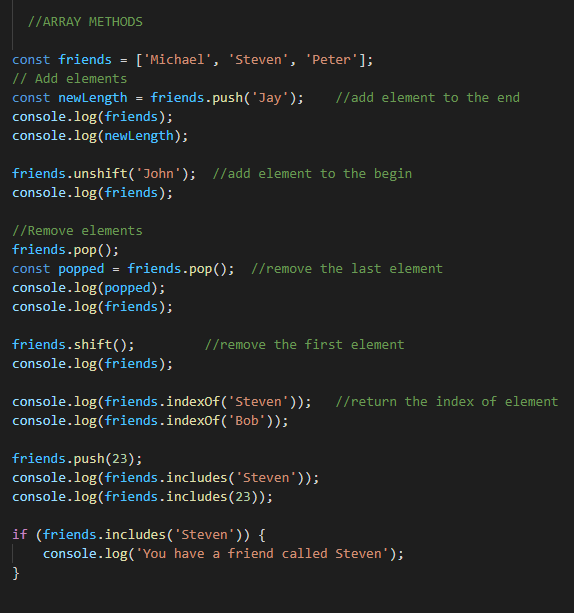 //ARRAY METHODS
const friends = ['Michael', 'Steven', 'Peter'];
// Add elements
const newLength = friends.push('Jay');    //add element to the end
console.log(friends);
console.log(newLength);
friends.unshift('John');  //add element to the begin
console.log(friends);
//Remove elements
friends.pop();
const popped = friends.pop();  //remove the last element
console.log(popped);
console.log(friends);
friends.shift();         //remove the first element
console.log(friends);
console.log(friends.indexOf('Steven'));   //return the index of element
console.log(friends.indexOf('Bob'));
friends.push(23);
console.log(friends.includes('Steven'));
console.log(friends.includes(23));
if (friends.includes('Steven')) {
    console.log('You have a friend called Steven');
}